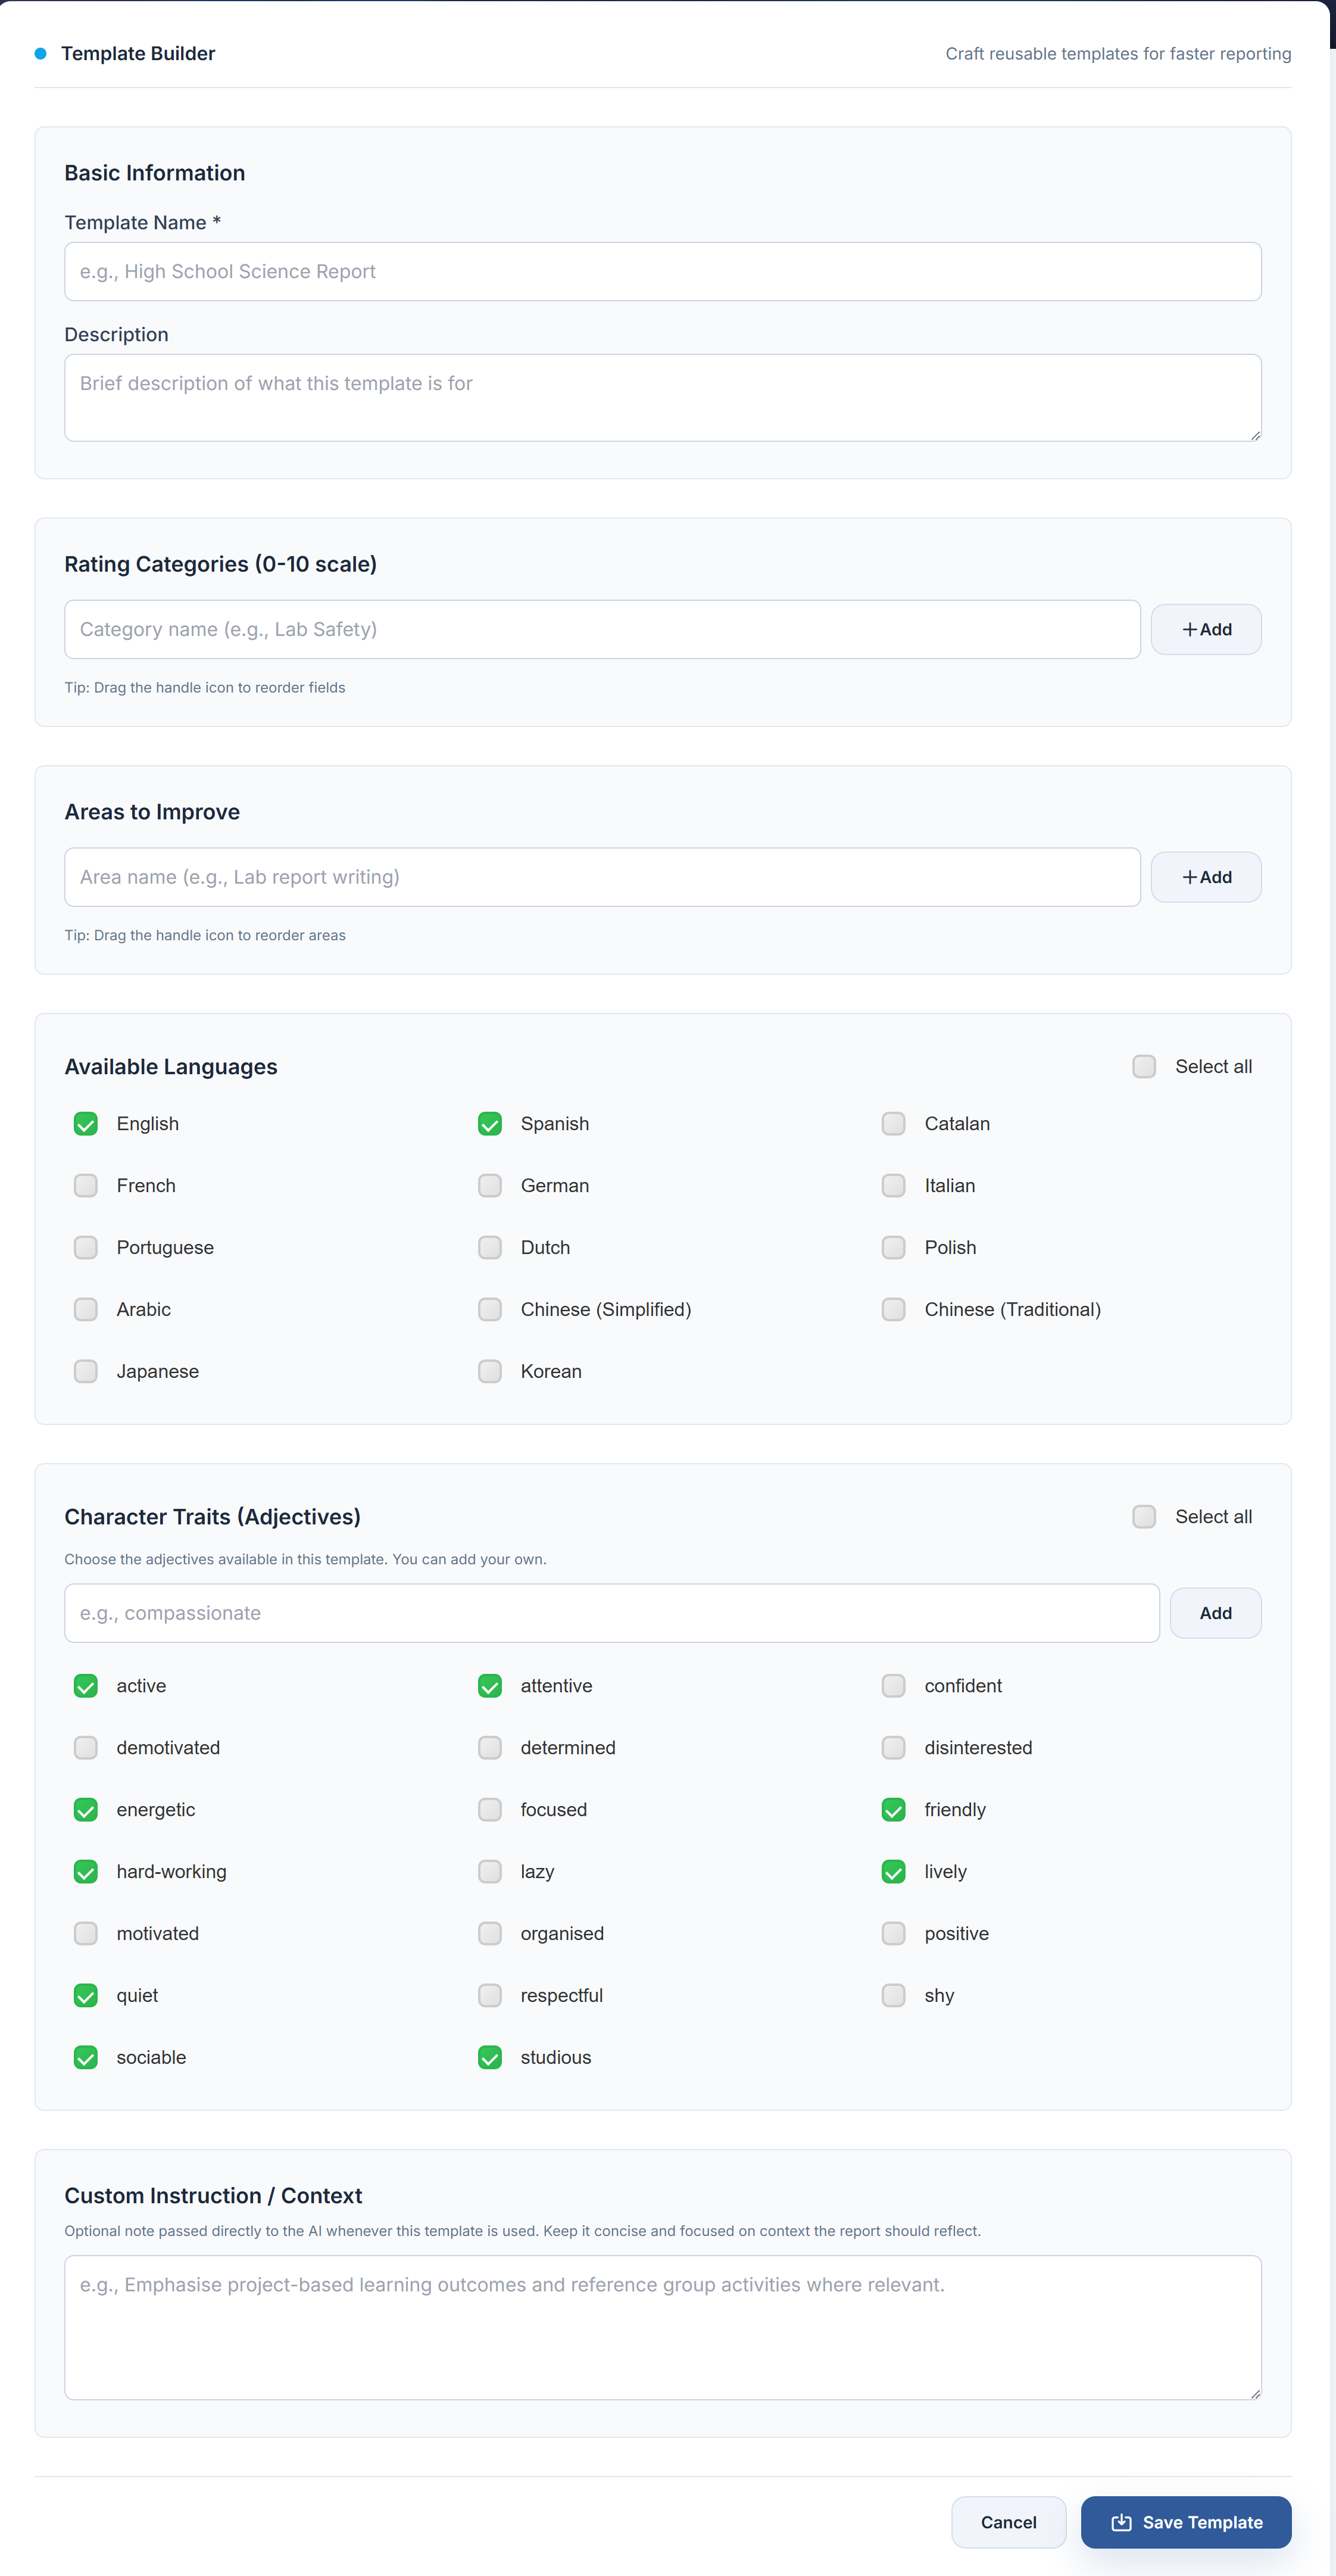 Template Builder
Craft reusable templates for faster reporting
Basic Information
Template Name *
e.g., High School Science Report
Description
Brief description of what this template is for
Rating Categories (0-10 scale)
Category name (e.g., Lab Safety)
+Add
Tip: Drag the handle icon to reorder fields
Areas to Improve
Area name (e.g., Lab report writing)
+Add
Tip: Drag the handle icon to reorder areas
Available Languages
Select all
English
Spanish
Catalan
French
German
Italian
Portuguese
Dutch
Polish
Arabic
Chinese (Simplified)
Chinese (Traditional)
Japanese
Korean
Character Traits (Adjectives)
Select all
Choose the adjectives available in this template. You can add your own.
e.g., compassionate
Add
active
attentive
confident
demotivated
determined
disinterested
energetic
focused
friendly
hard-working
lazy
lively
motivated
organised
positive
quiet
respectful
shy
sociable
studious
Custom Instruction / Context
Optional note passed directly to the AI whenever this template is used. Keep it concise and focused on context the report should reflect.
e.g., Emphasise project-based learning outcomes and reference group activities where relevant.
Cancel
Save Template